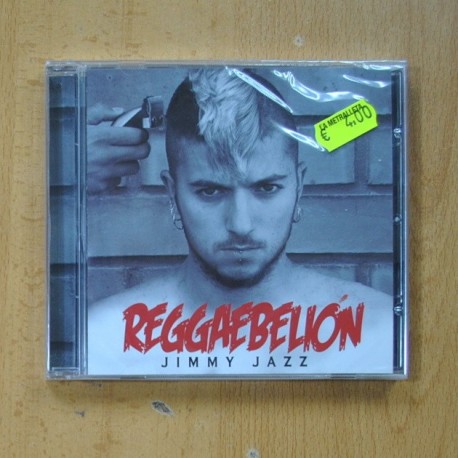 LA METRALLETA
€ 4,00
REGGAEBELIÓN
JIMMY JAZZ